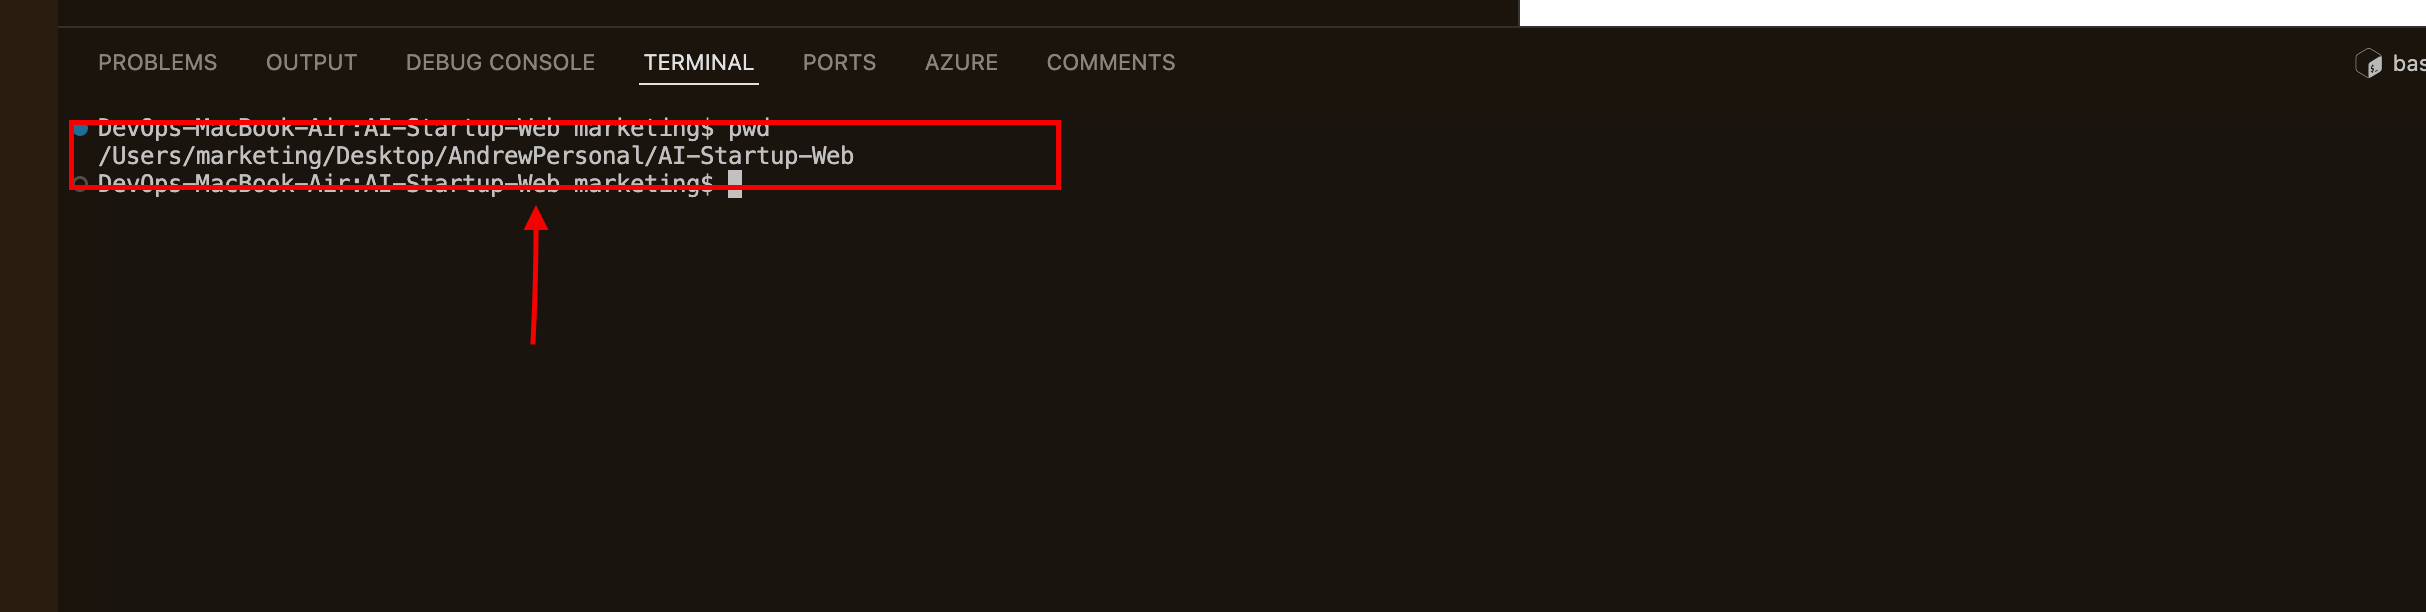 PROBLEMS OUTPUT DEBUG CONSOLE TERMINAL PORTS AZURE COMMENTS bas
DevOps-MacBook-Air:AI-Startup-Web marketing$ pwd
/Users/marketing/Desktop/AndrewPersonal/AI-Startup-Web
DevOps-MacBook-Air:AI-Startup-Web marketing$